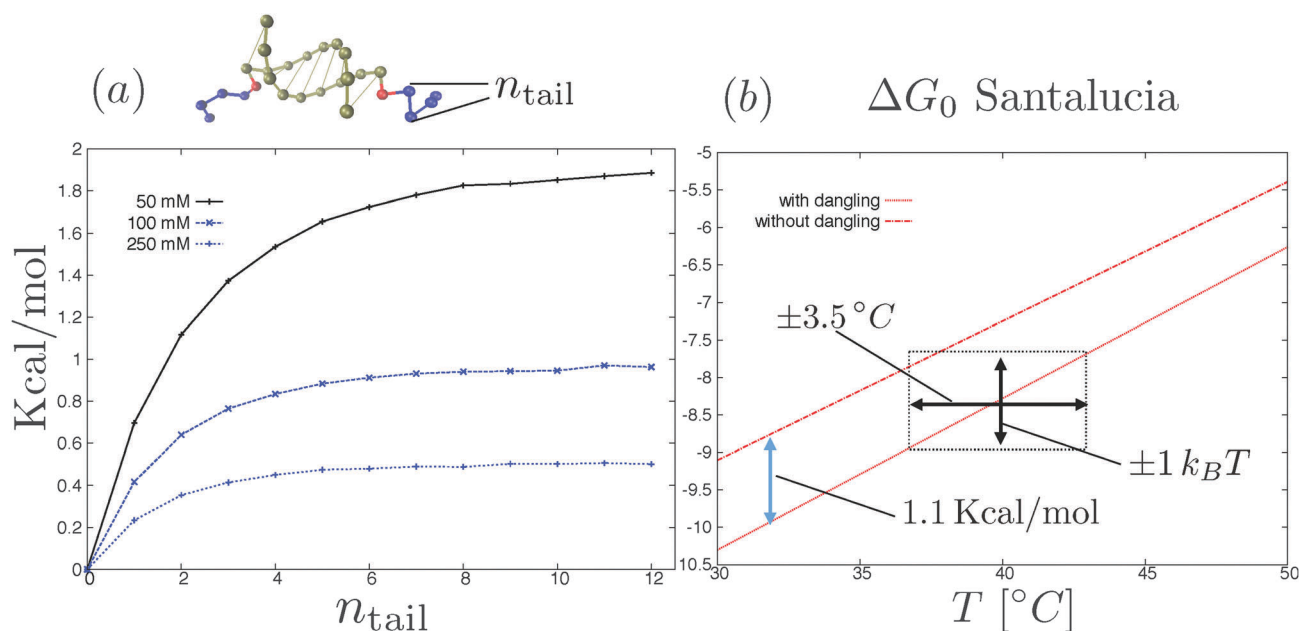 (a)
n_tail
2
1.8
1.6
1.4
1.2
1
0.8
0.6
0.4
0.2
0
Kcal/mol
50 mM
100 mM
250 mM
0 2 4 6 8 10 12
n_tail
(b) ΔG₀ Santalucia
-5
-5.5
-6
-6.5
-7
-7.5
-8
-8.5
-9
-9.5
-10
10.5
with dangling
without dangling
±3.5 °C
±1 k_BT
1.1 Kcal/mol
30 35 40 45 50
T [°C]